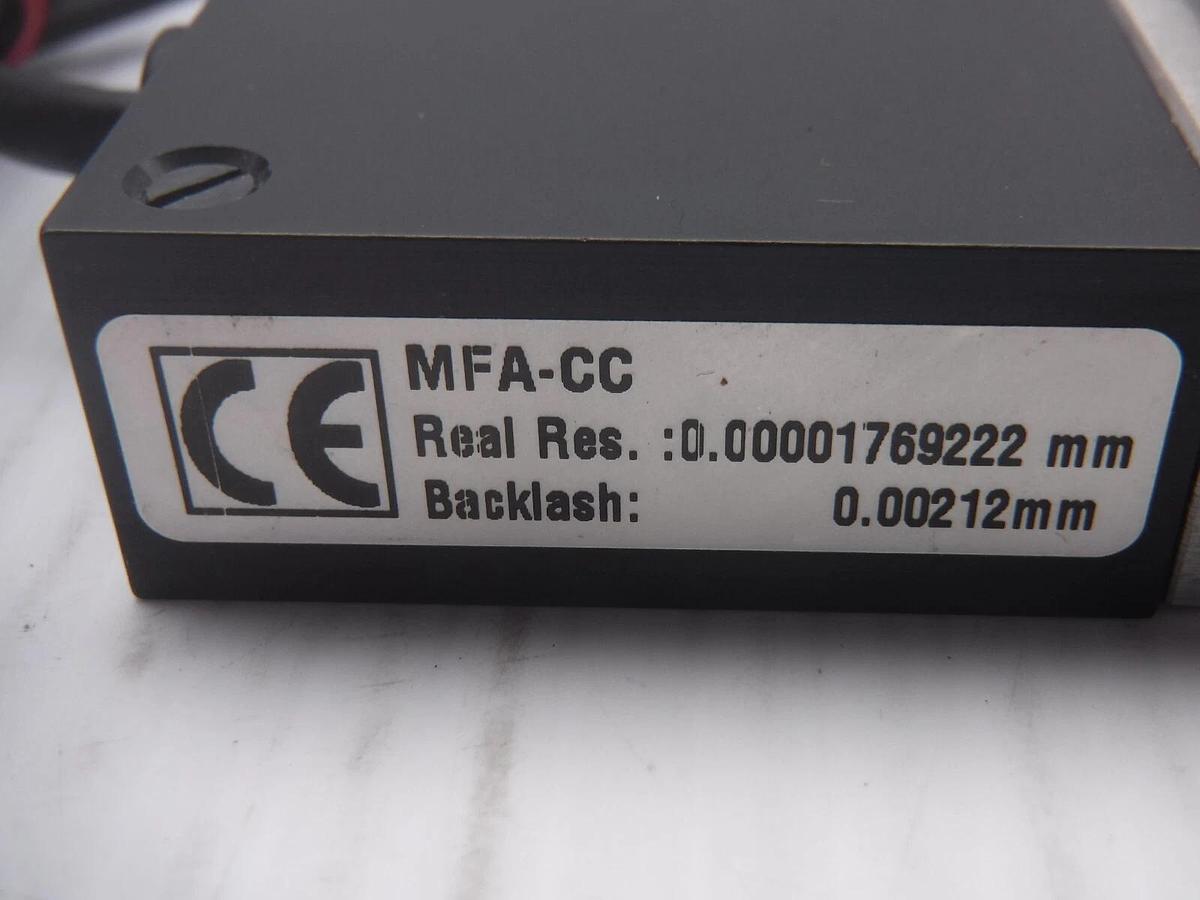 CE
MFA-CC
Real Res. :0.00001769222 mm
Backlash: 0.00212mm